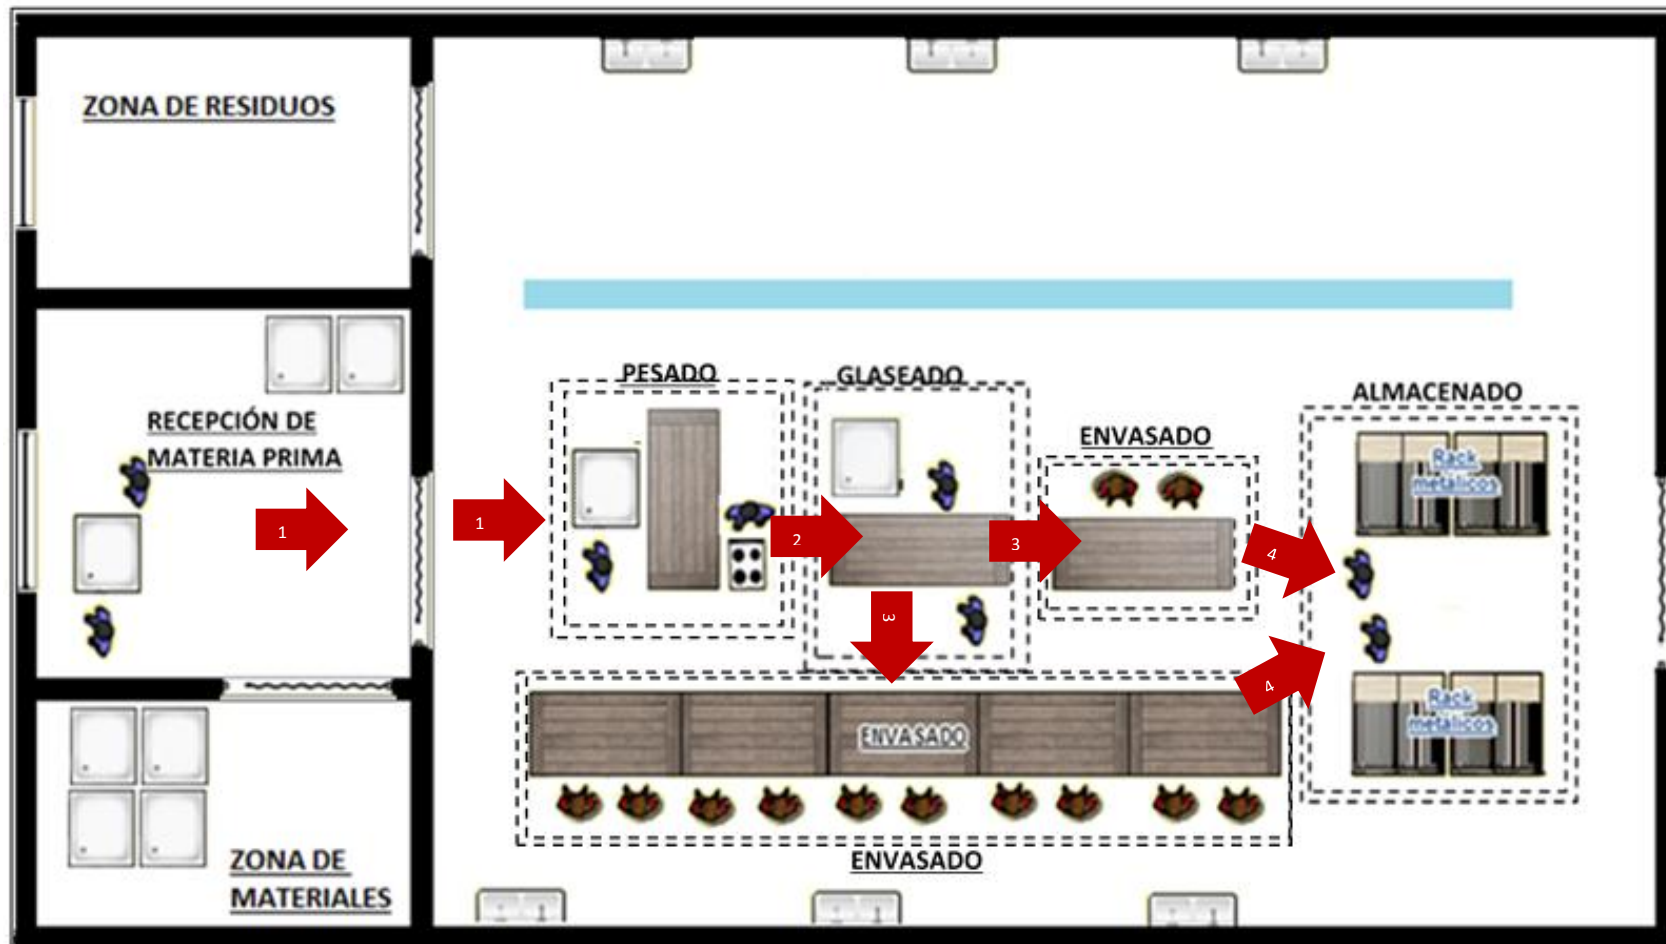 ZONA DE RESIDUOS
PESADO
GLASEADO
ALMACENADO
RECEPCIÓN DE
MATERIA PRIMA
ENVASADO
Rack
metálicos
1
1
2
3
4
3
4
Rack
metálicos
ENVASADO
ENVASADO
ZONA DE
MATERIALES